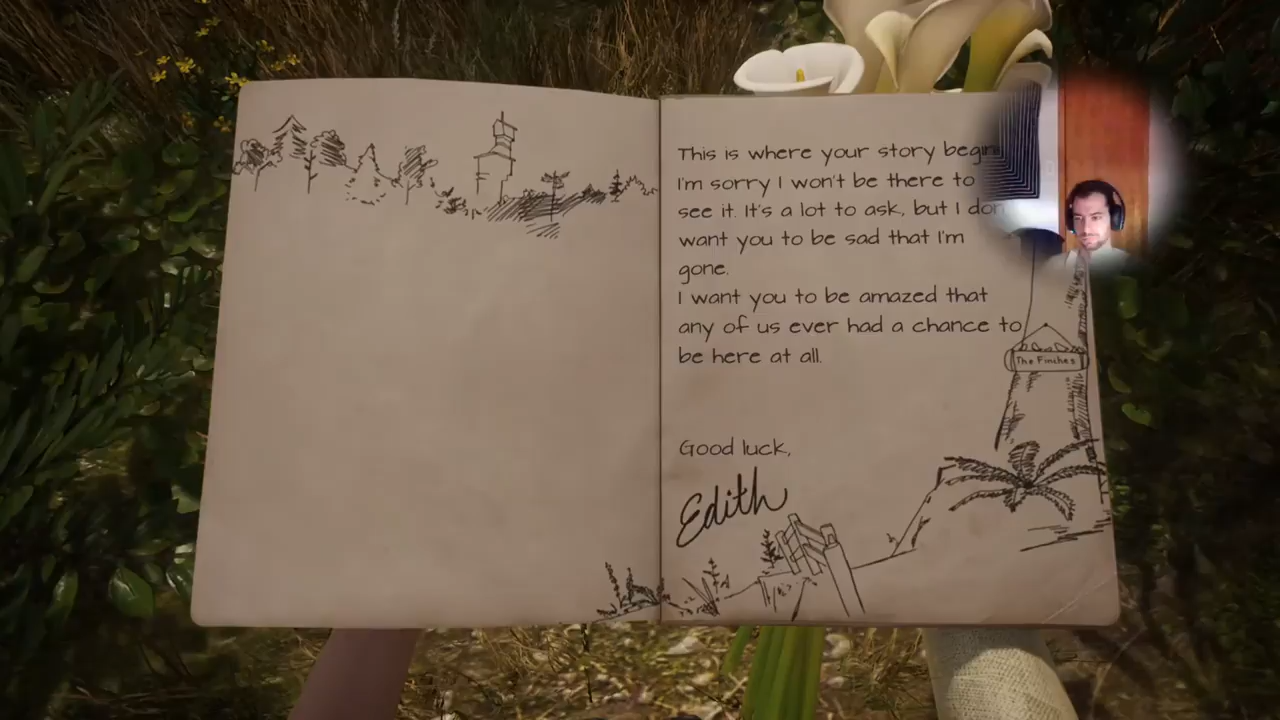 This is where your story begin
I'm sorry I won't be there to
see it. It's a lot to ask, but I don
want you to be sad that I'm
gone.
I want you to be amazed that
any of us ever had a chance to
be here at all.
The Finches
Good luck,
Edith